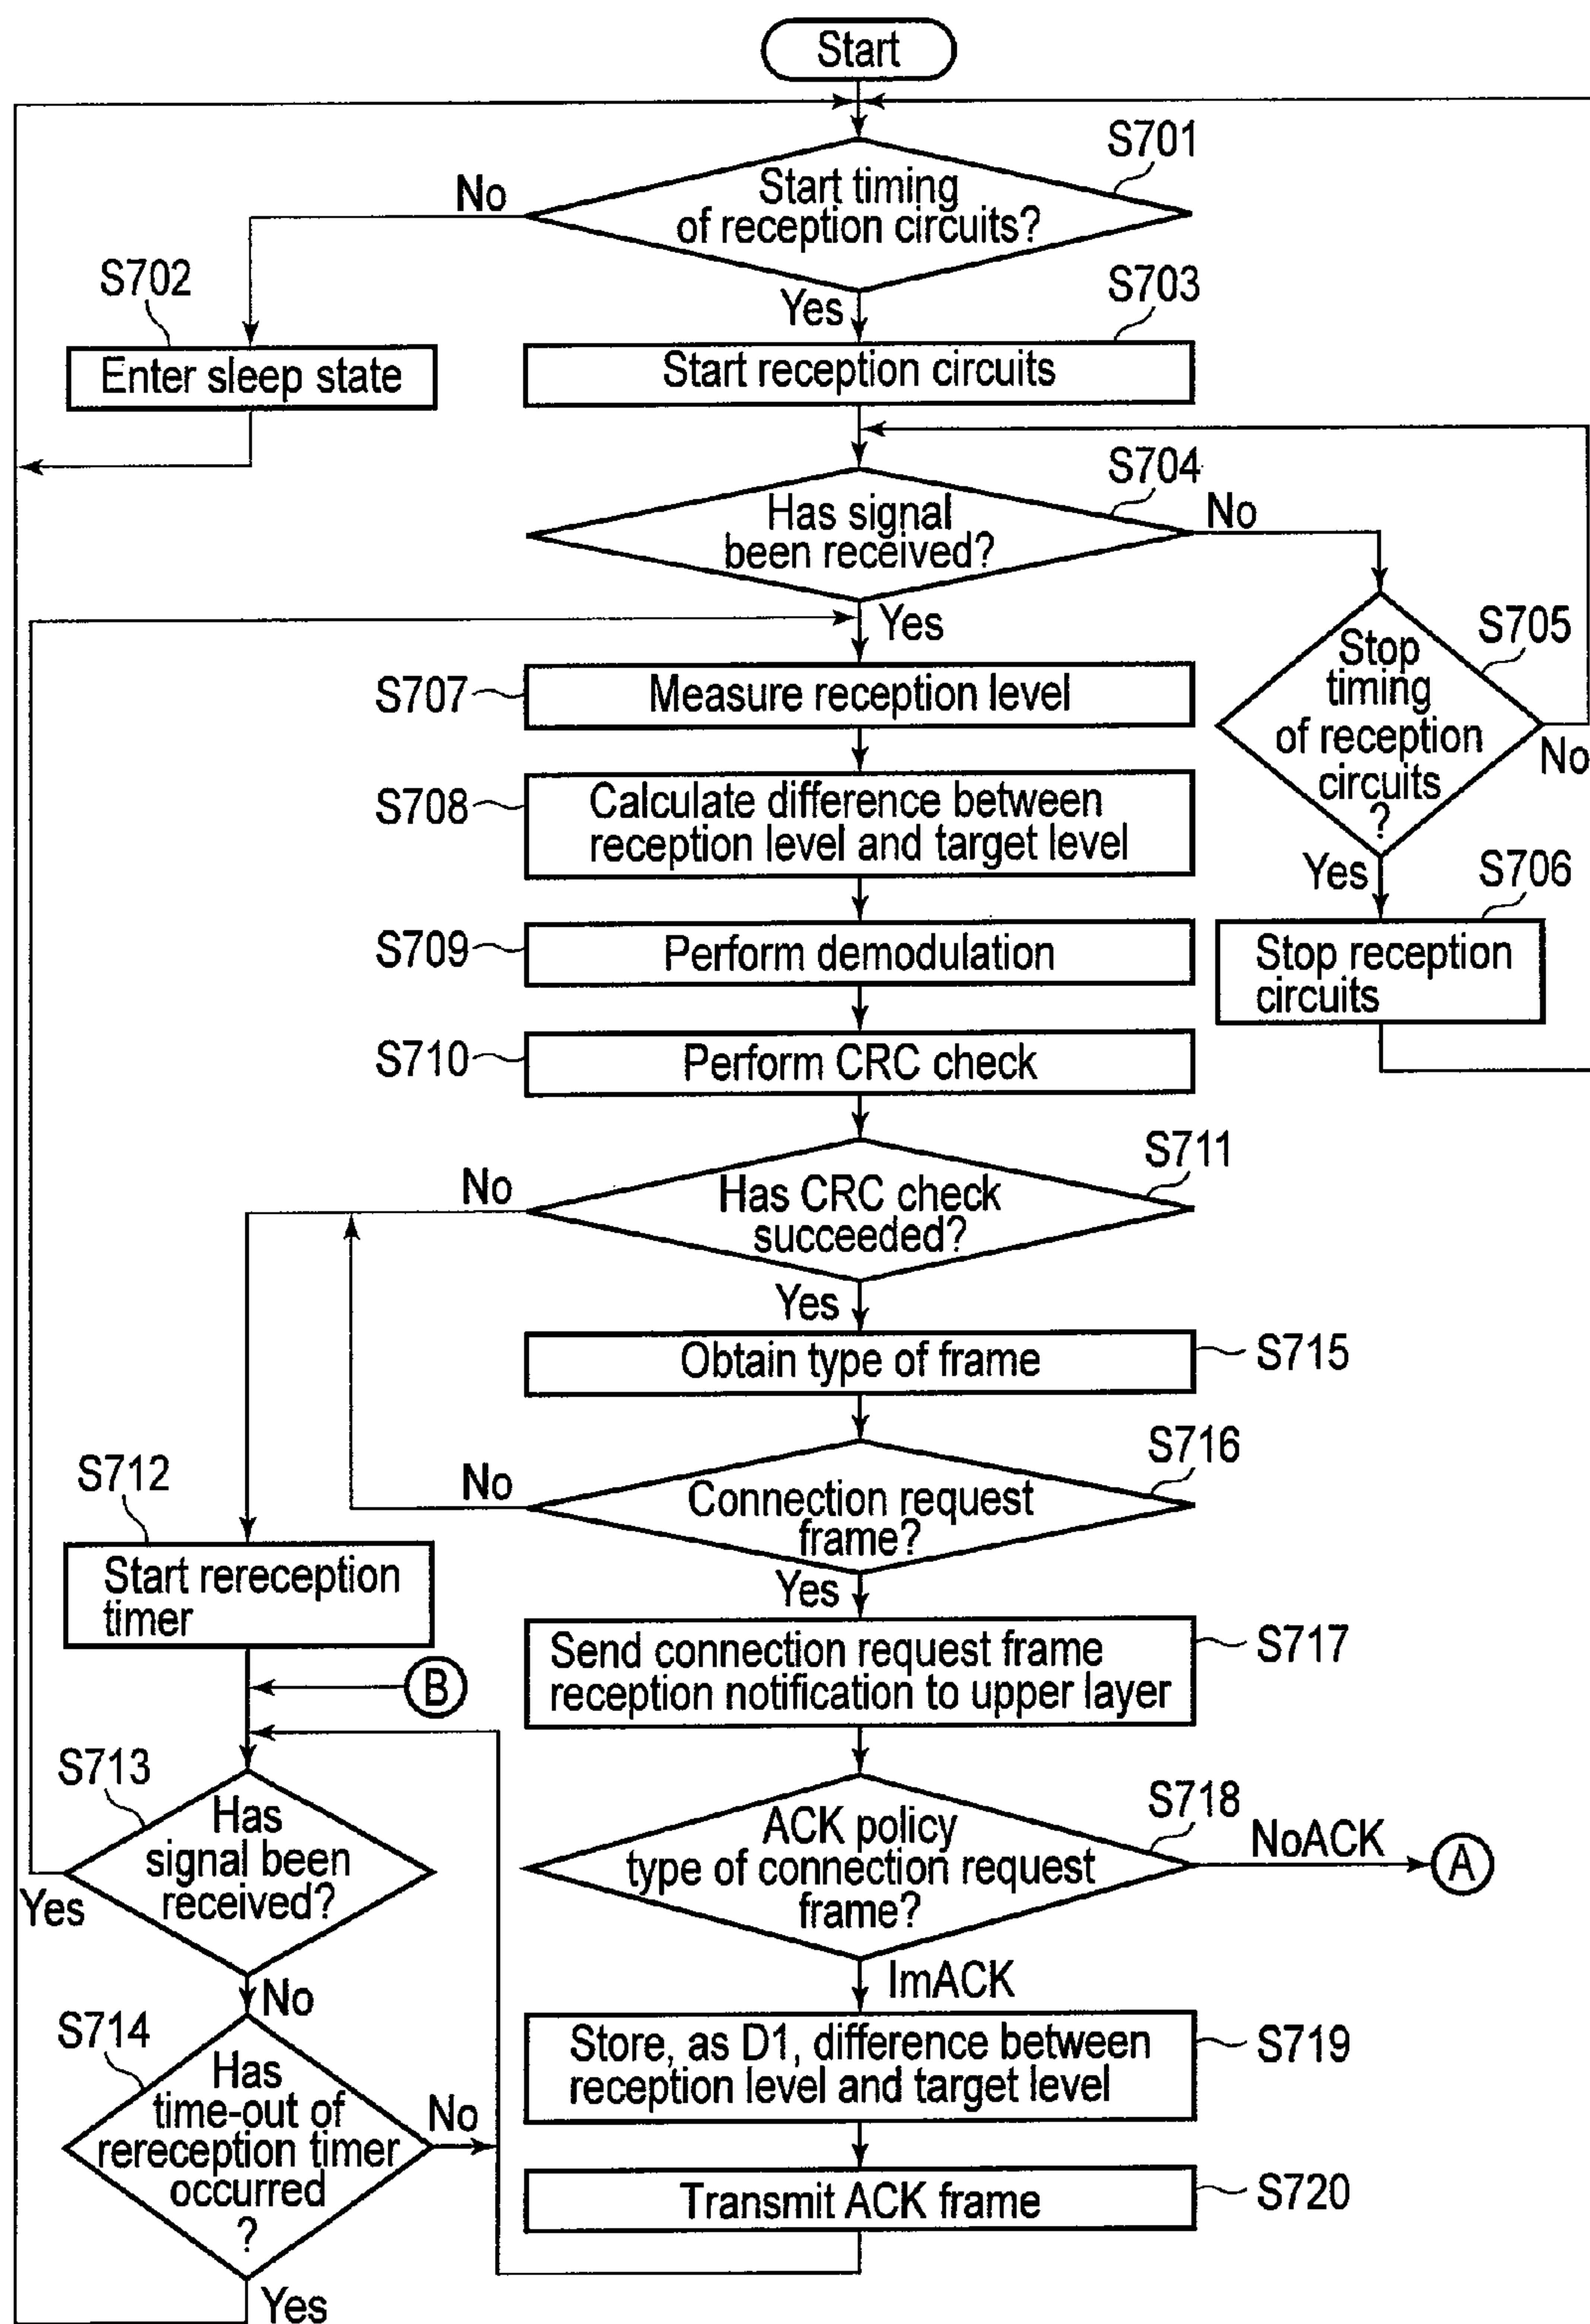 Start
S701
Start timing
of reception circuits?
No
Yes
S702
Enter sleep state
S703
Start reception circuits
S704
Has signal
been received?
No
Yes
S705
Stop
timing
of reception
circuits
?
No
Yes
S706
Stop reception
circuits
S707
Measure reception level
S708
Calculate difference between
reception level and target level
S709
Perform demodulation
S710
Perform CRC check
S711
Has CRC check
succeeded?
No
Yes
Obtain type of frame
S715
S716
Connection request
frame?
No
Yes
S712
Start rereception
timer
B
Send connection request frame
reception notification to upper layer
S717
S713
Has
signal been
received?
Yes
No
S718
ACK policy
type of connection request
frame?
NoACK
A
ImACK
S714
Has
time-out of
rereception timer
occurred
?
No
Yes
Store, as D1, difference between
reception level and target level
S719
Transmit ACK frame
S720